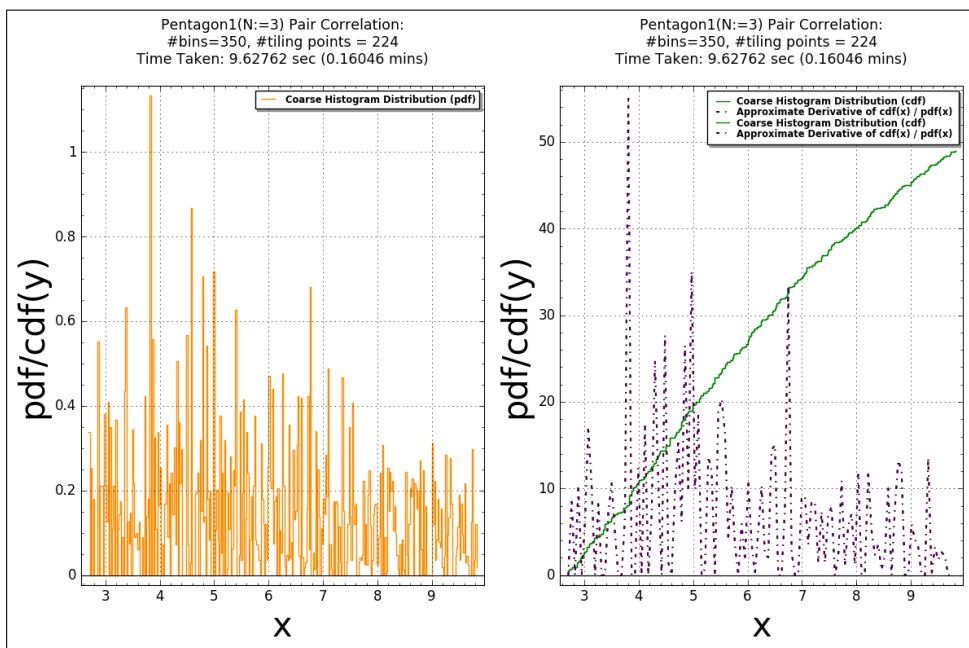 Pentagon1(N:=3) Pair Correlation:
#bins=350, #tiling points = 224
Time Taken: 9.62762 sec (0.16046 mins)
Coarse Histogram Distribution (pdf)
pdf/cdf(y)
1
0.8
0.6
0.4
0.2
0
3 4 5 6 7 8 9
x
Pentagon1(N:=3) Pair Correlation:
#bins=350, #tiling points = 224
Time Taken: 9.62762 sec (0.16046 mins)
Coarse Histogram Distribution (cdf)
Approximate Derivative of cdf(x) / pdf(x)
Coarse Histogram Distribution (cdf)
Approximate Derivative of cdf(x) / pdf(x)
pdf/cdf(y)
50
40
30
20
10
0
3 4 5 6 7 8 9
x